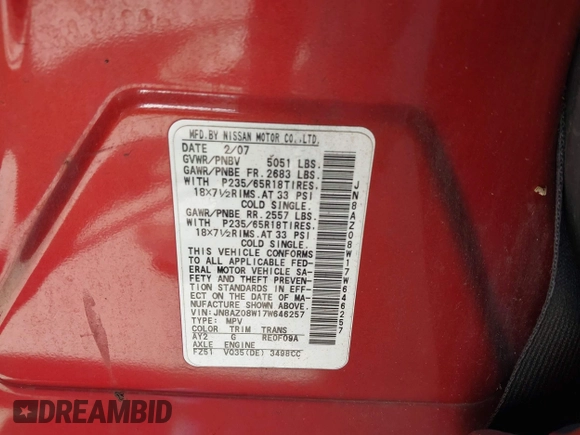 MFD.BY NISSAN MOTOR CO.,LTD.
DATE 2/07
GVWR/PNBV 5051 LBS.
GAWR/PNBE FR. 2683 LBS.
WITH P235/65R18TIRES.
18X7½RIMS. AT 33 PSI
COLD SINGLE.
GAWR/PNBE RR. 2557 LBS.
WITH P235/65R18TIRES.
18X7½RIMS. AT 33 PSI
COLD SINGLE.
THIS VEHICLE CONFORMS
TO ALL APPLICABLE FED-
ERAL MOTOR VEHICLE SA-
FETY AND THEFT PREVEN-
TION STANDARDS IN EFF-
ECT ON THE DATE OF MA-
NUFACTURE SHOWN ABOVE.
VIN: JN8AZ08W17W646257
TYPE: MPV
COLOR TRIM TRANS
AY2 G RE0F09A
AXLE ENGINE
FZ51 VQ35(DE) 3498CC
JN8AZ08W17W646257
DREAMBID